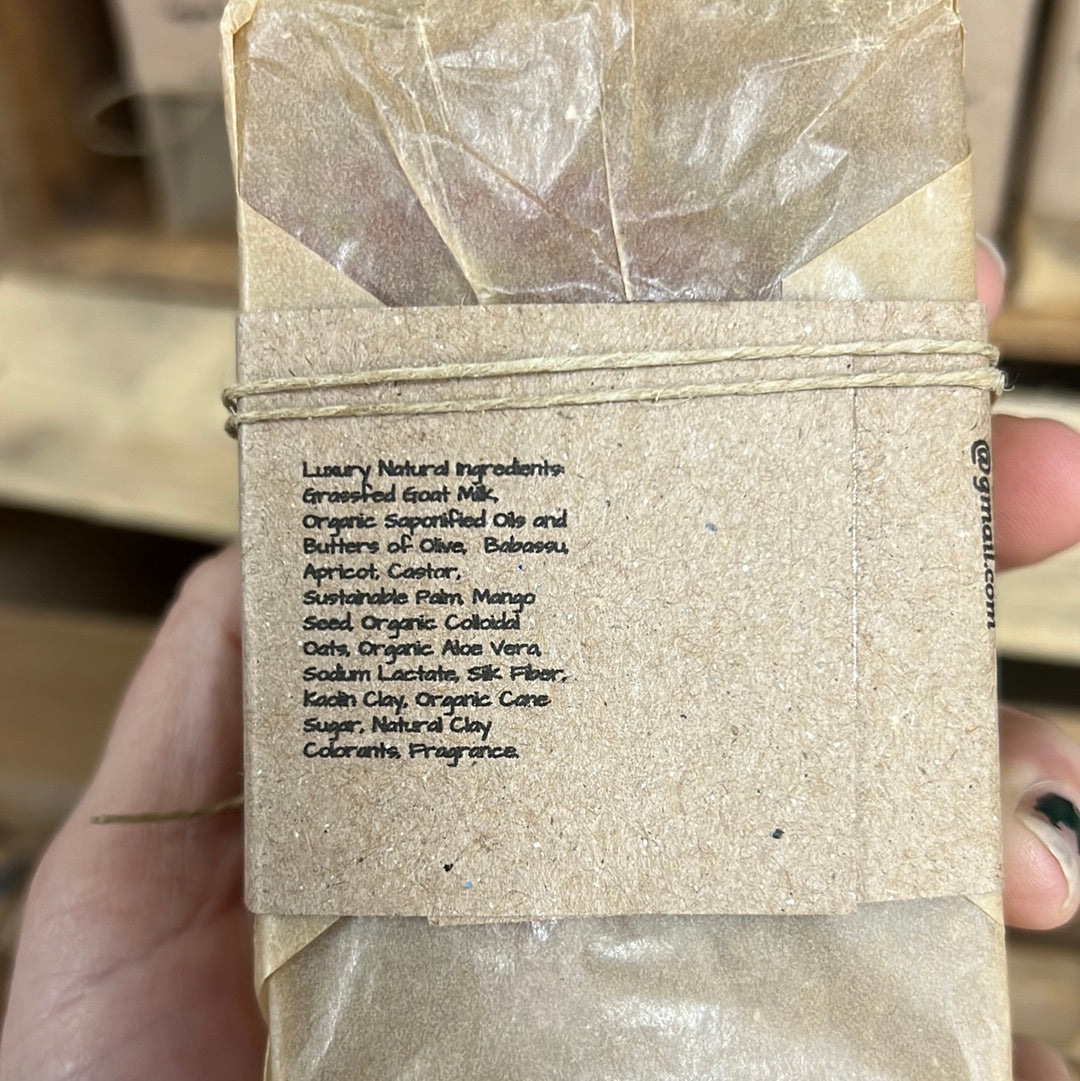 Luxury Natural Ingredients:
Grassfed Goat Milk,
Organic Saponified Oils and
Butters of Olive, Babassu,
Apricot, Castor,
Sustainable Palm, Mango
Seed, Organic Colloidal
Oats, Organic Aloe Vera,
Sodium Lactate, Silk Fiber,
Kaolin Clay, Organic Cane
Sugar, Natural Clay
Colorants, Fragrance.
@gmail.com